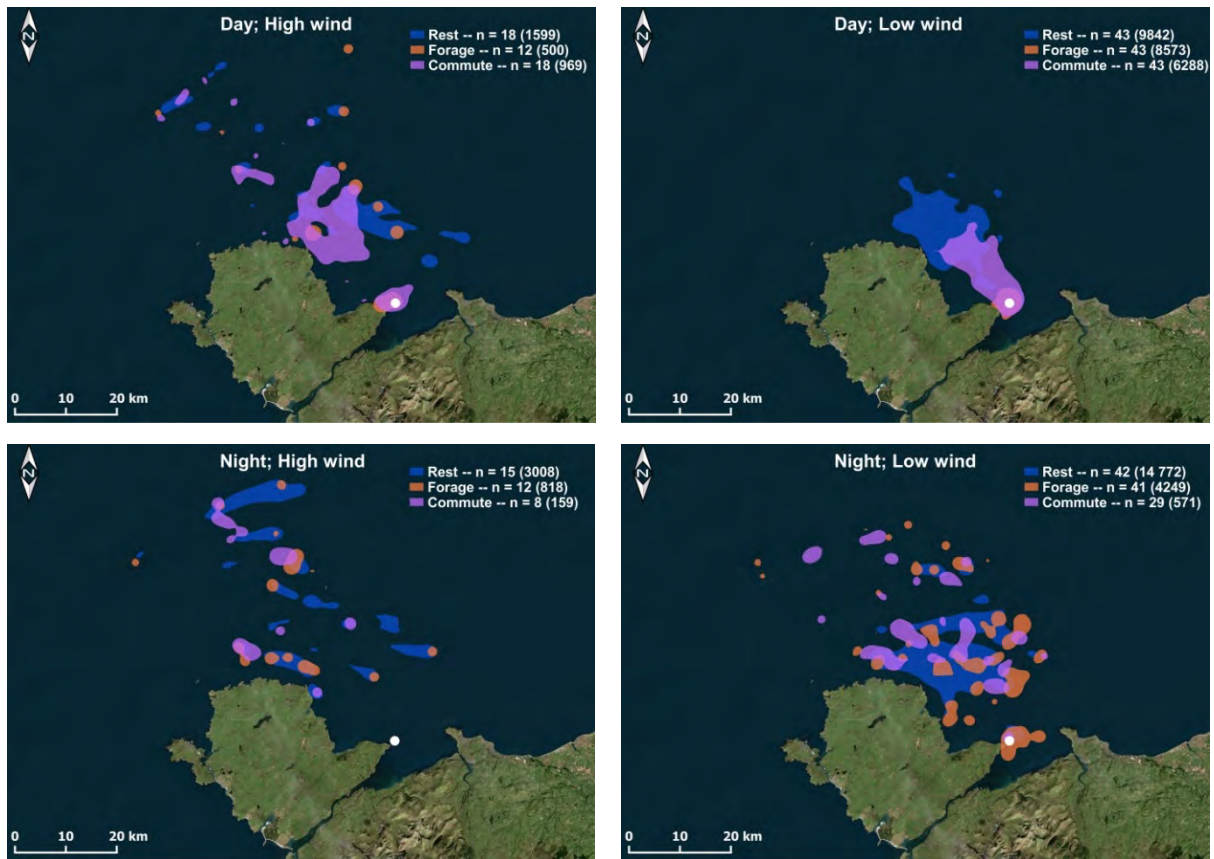 Day; High wind
Rest -- n = 18 (1599)
Forage -- n = 12 (500)
Commute -- n = 18 (969)
N
0 10 20 km
Day; Low wind
Rest -- n = 43 (9842)
Forage -- n = 43 (8573)
Commute -- n = 43 (6288)
N
0 10 20 km
Night; High wind
Rest -- n = 15 (3008)
Forage -- n = 12 (818)
Commute -- n = 8 (159)
N
0 10 20 km
Night; Low wind
Rest -- n = 42 (14 772)
Forage -- n = 41 (4249)
Commute -- n = 29 (571)
N
0 10 20 km